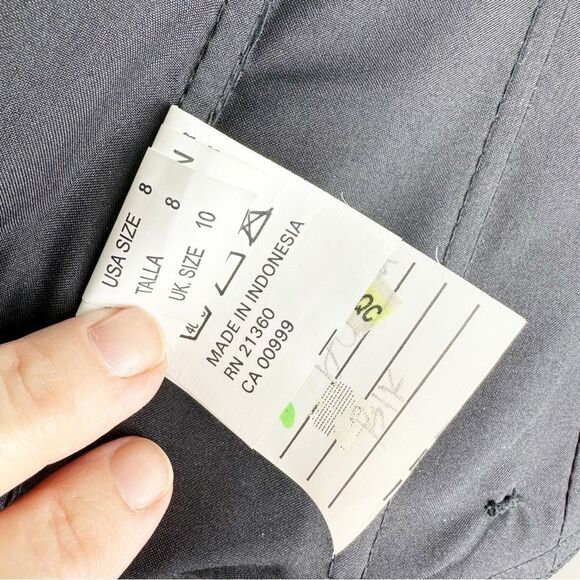 USA SIZE 8
TALLA 8
UK. SIZE 10
MADE IN INDONESIA
RN 21360
CA 00999
QC